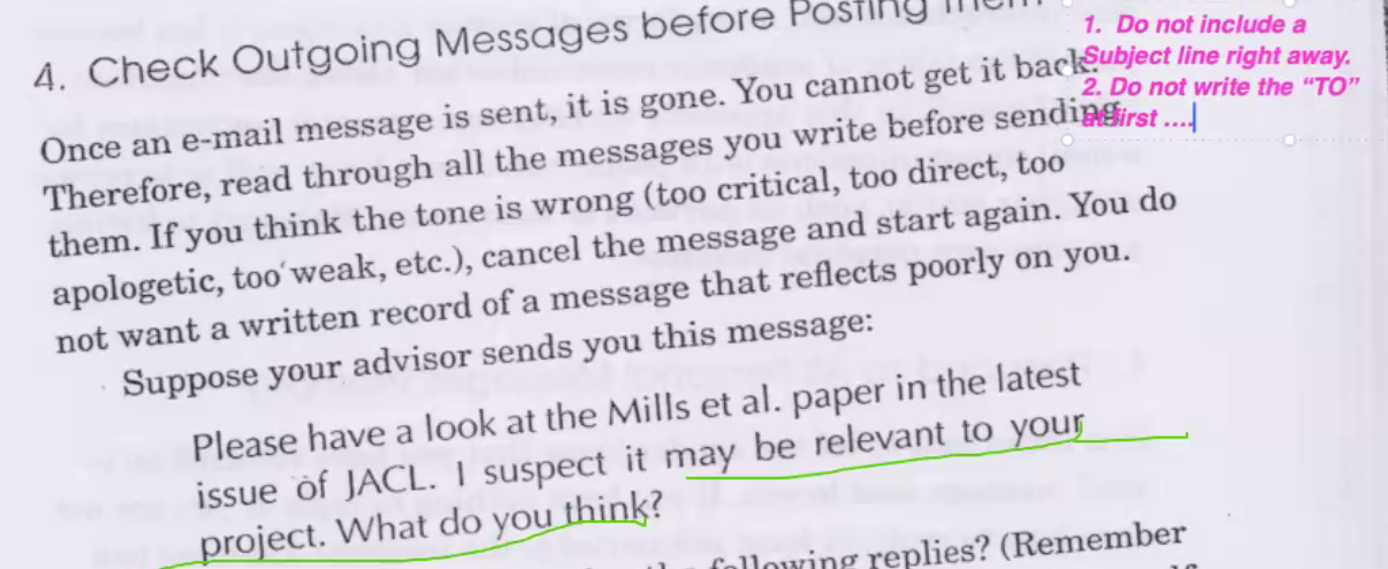 4. Check Outgoing Messages before Posting Them
Once an e-mail message is sent, it is gone. You cannot get it back.
Therefore, read through all the messages you write before sending
them. If you think the tone is wrong (too critical, too direct, too
apologetic, too weak, etc.), cancel the message and start again. You do
not want a written record of a message that reflects poorly on you.
Suppose your advisor sends you this message:
Please have a look at the Mills et al. paper in the latest
issue of JACL. I suspect it may be relevant to your
project. What do you think?
following replies? (Remember
1. Do not include a
Subject line right away.
2. Do not write the “TO”
at first ....